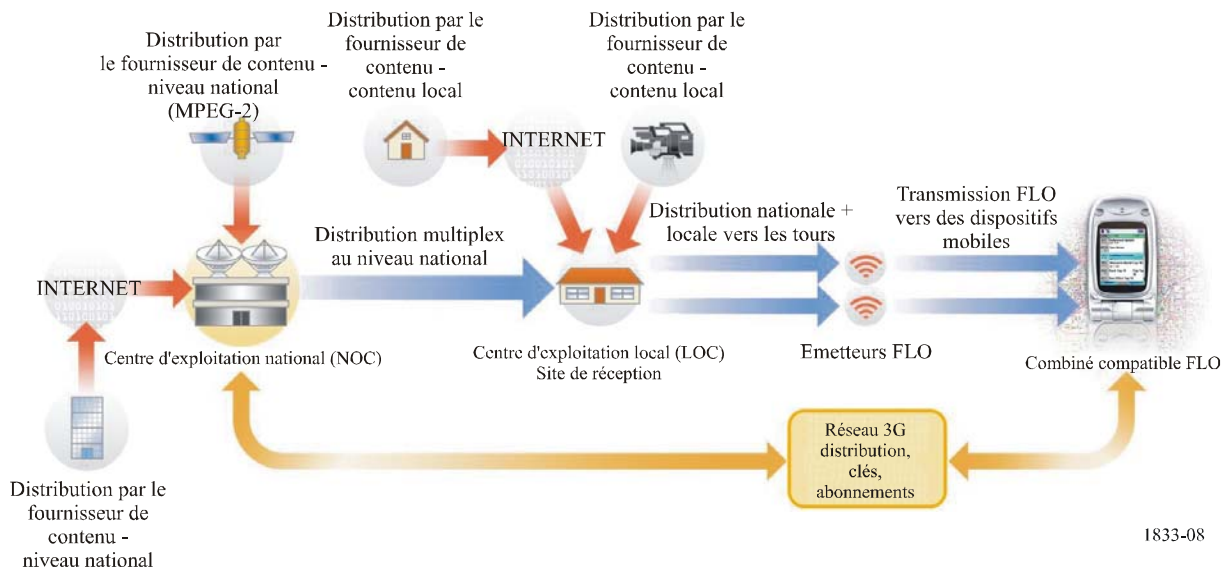 Distribution par
le fournisseur de contenu -
niveau national
(MPEG-2)
Distribution par le
fournisseur de
contenu -
contenu local
Distribution par le
fournisseur de
contenu -
contenu local
INTERNET
Distribution multiplex
au niveau national
Distribution nationale +
locale vers les tours
Transmission FLO
vers des dispositifs
mobiles
INTERNET
Centre d'exploitation national (NOC)
Centre d'exploitation local (LOC)
Site de réception
Emetteurs FLO
Combiné compatible FLO
Réseau 3G
distribution,
clés,
abonnements
Distribution par le
fournisseur de
contenu -
niveau national
1833-08